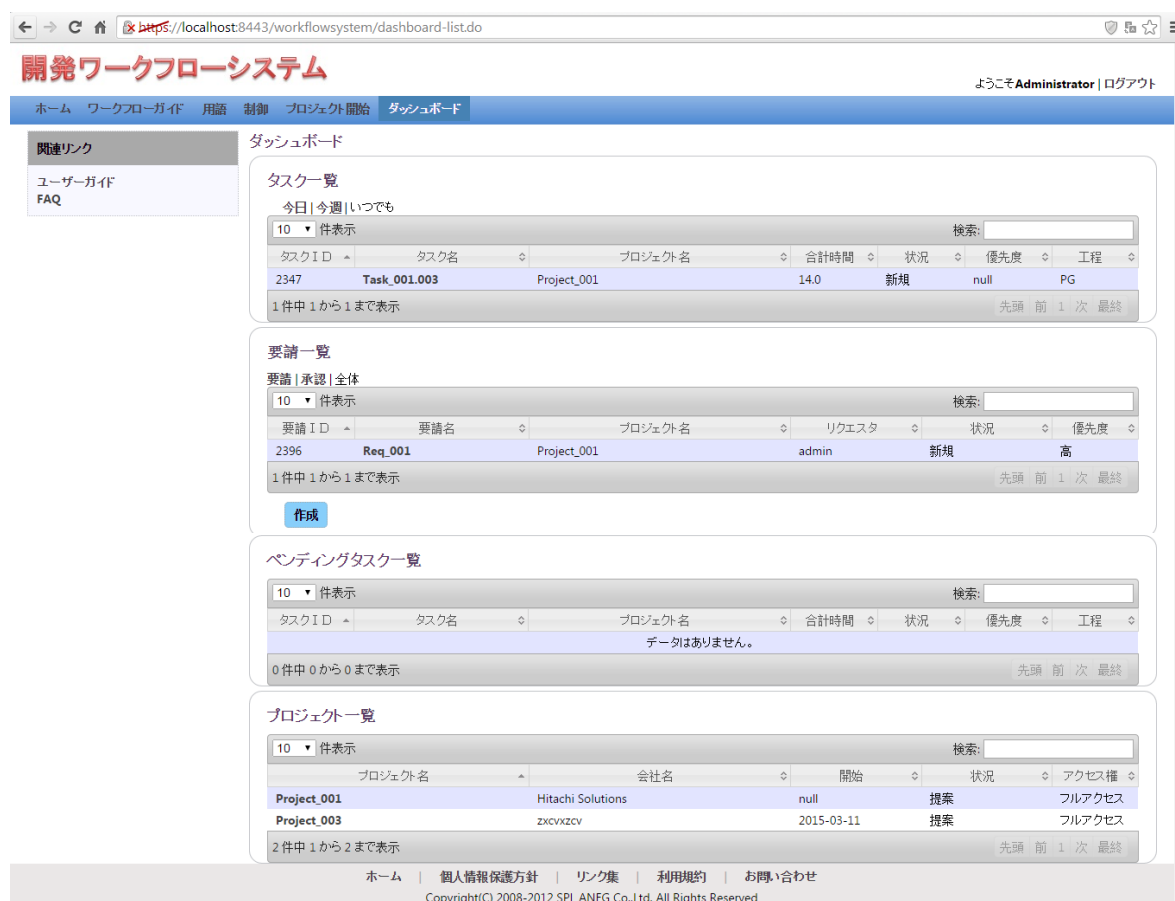 https://localhost:8443/workflowsystem/dashboard-list.do
開発ワークフローシステム
ようこそAdministrator | ログアウト
ホーム ワークフローガイド 用語 制御 プロジェクト開始 ダッシュボード
関連リンク
ユーザーガイド
FAQ
ダッシュボード
タスク一覧
今日 | 今週 | いつでも
10 件表示 検索:
タスクID タスク名 プロジェクト名 合計時間 状況 優先度 工程
2347 Task_001.003 Project_001 14.0 新規 null PG
1 件中 1 から 1 まで表示 先頭 前 1 次 最終
要請一覧
要請 | 承認 | 全体
10 件表示 検索:
要請ID 要請名 プロジェクト名 リクエスタ 状況 優先度
2396 Req_001 Project_001 admin 新規 高
1 件中 1 から 1 まで表示 先頭 前 1 次 最終
作成
ペンディングタスク一覧
10 件表示 検索:
タスクID タスク名 プロジェクト名 合計時間 状況 優先度 工程
データはありません。
0 件中 0 から 0 まで表示 先頭 前 次 最終
プロジェクト一覧
10 件表示 検索:
プロジェクト名 会社名 開始 状況 アクセス権
Project_001 Hitachi Solutions null 提案 フルアクセス
Project_003 zxcvxzcv 2015-03-11 提案 フルアクセス
2 件中 1 から 2 まで表示 先頭 前 1 次 最終
ホーム | 個人情報保護方針 | リンク集 | 利用規約 | お問い合わせ
Copyright(C) 2008-2012 SPLANFG Co.,Ltd. All Rights Reserved